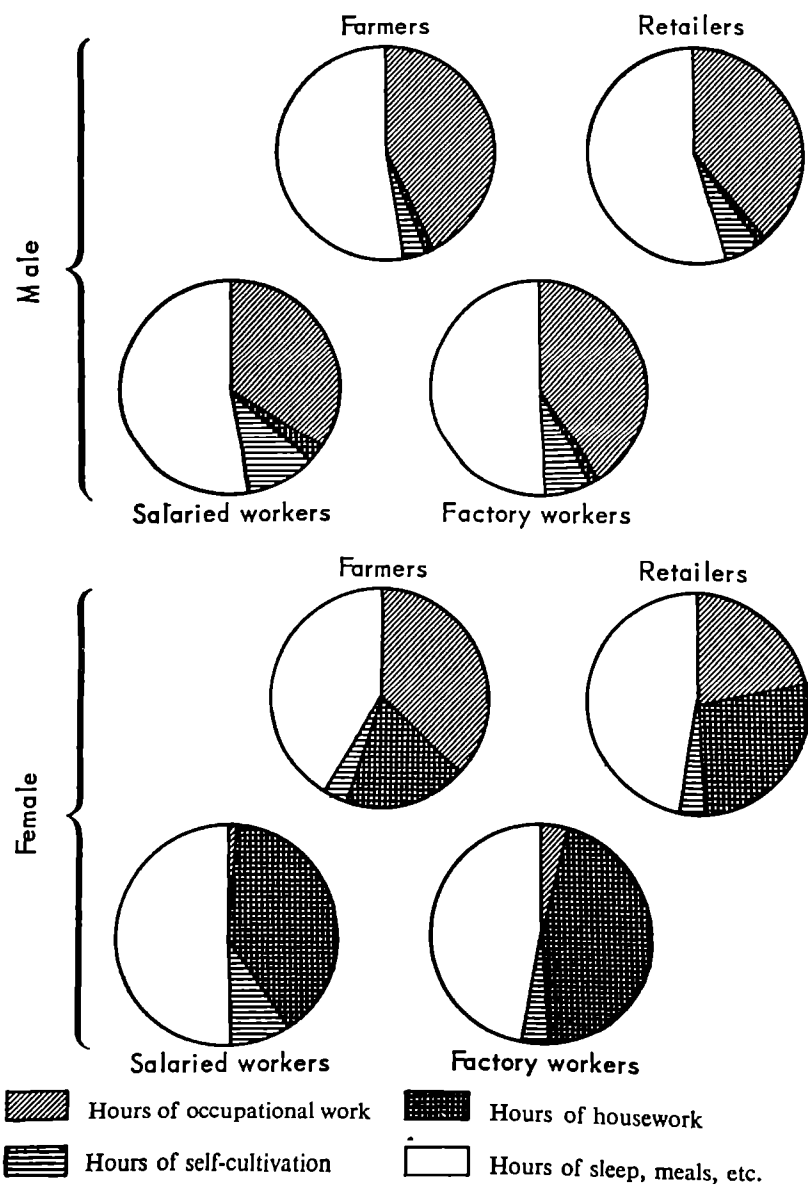 Farmers Retailers
Male
Salaried workers Factory workers
Farmers Retailers
Female
Salaried workers Factory workers
Hours of occupational work Hours of housework
Hours of self-cultivation Hours of sleep, meals, etc.